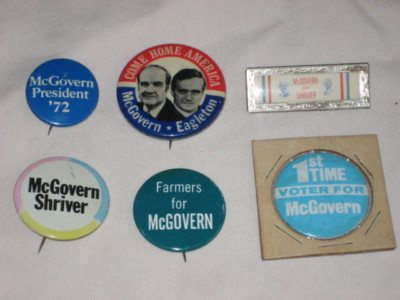 McGovern
President
'72
COME HOME AMERICA
McGovern ★ Eagleton
McGOVERN
SHRIVER
McGovern
Shriver
Farmers
for
McGOVERN
1st
TIME
VOTER FOR
McGovern